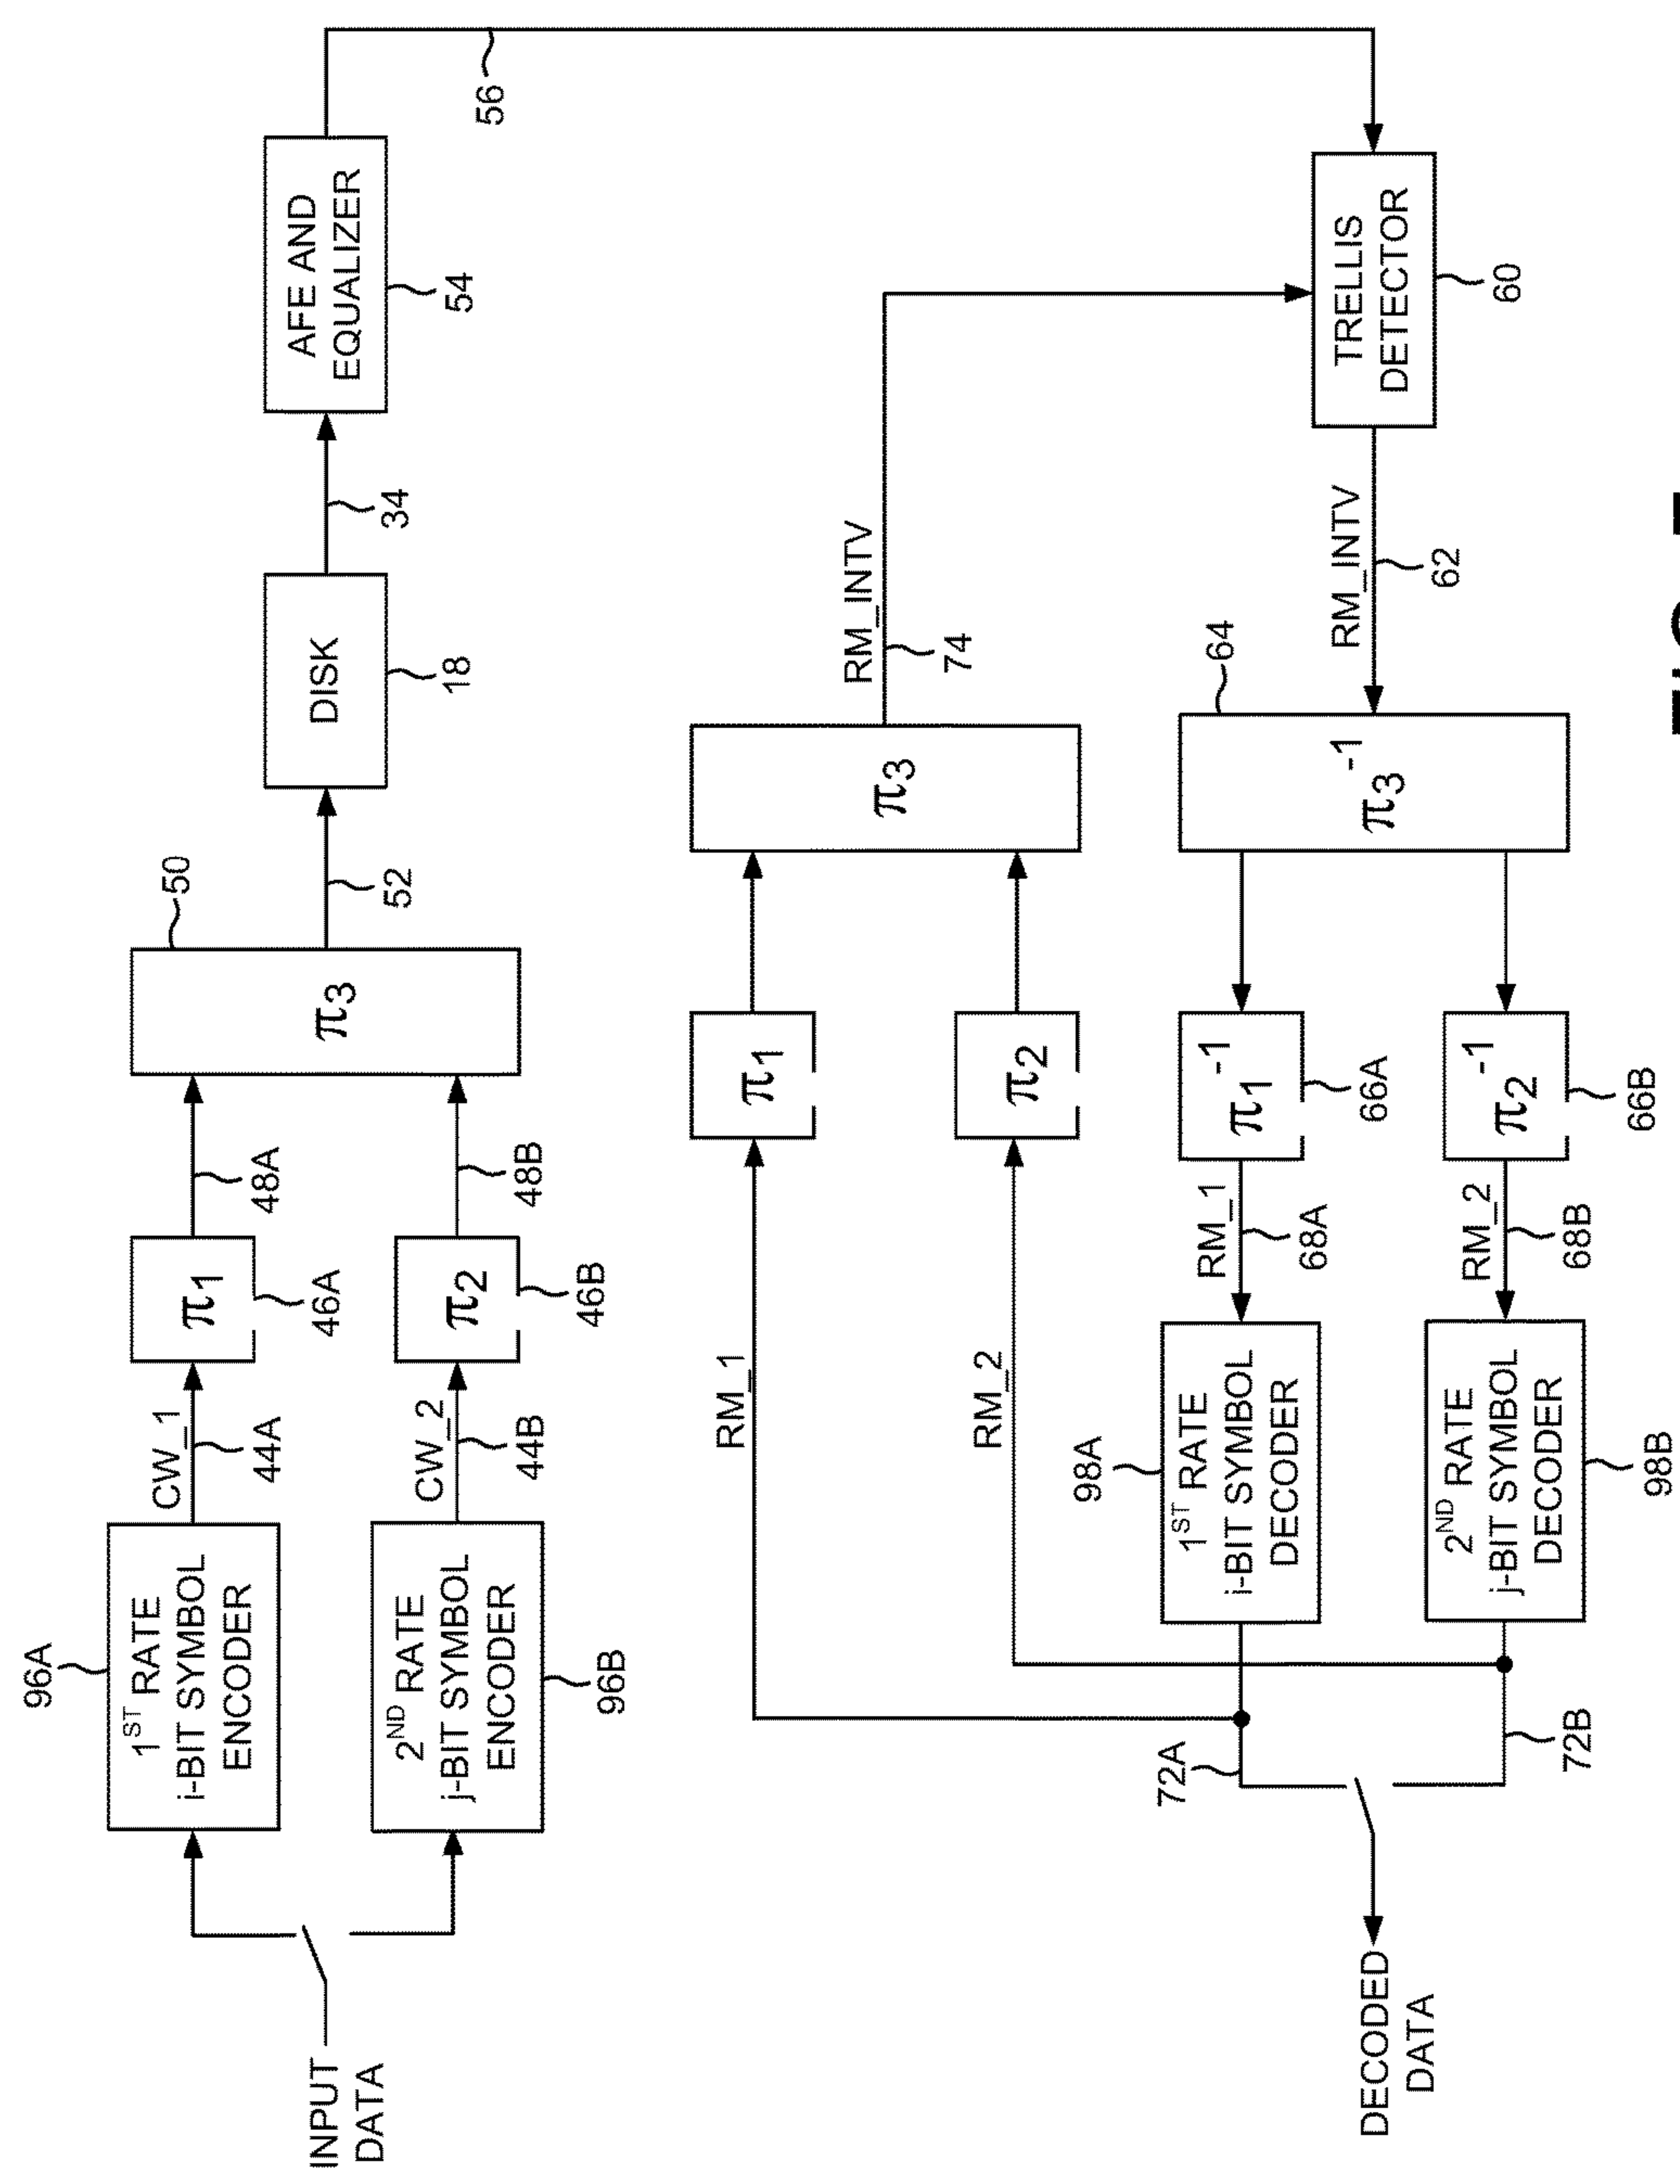 INPUT
DATA
96A
1ST RATE
i-BIT SYMBOL
ENCODER
2ND RATE
j-BIT SYMBOL
ENCODER
96B
CW_1
44A
CW_2
44B
π1
46A
π2
46B
48A
48B
π3
50
52
DISK
18
34
AFE AND
EQUALIZER
54
56
RM_1
RM_2
π1
π2
π3
RM_INTV
74
TRELLIS
DETECTOR
60
RM_INTV
62
π3-1
64
π1-1
66A
π2-1
66B
RM_1
68A
RM_2
68B
98A
1ST RATE
i-BIT SYMBOL
DECODER
2ND RATE
j-BIT SYMBOL
DECODER
98B
72A
72B
DECODED
DATA